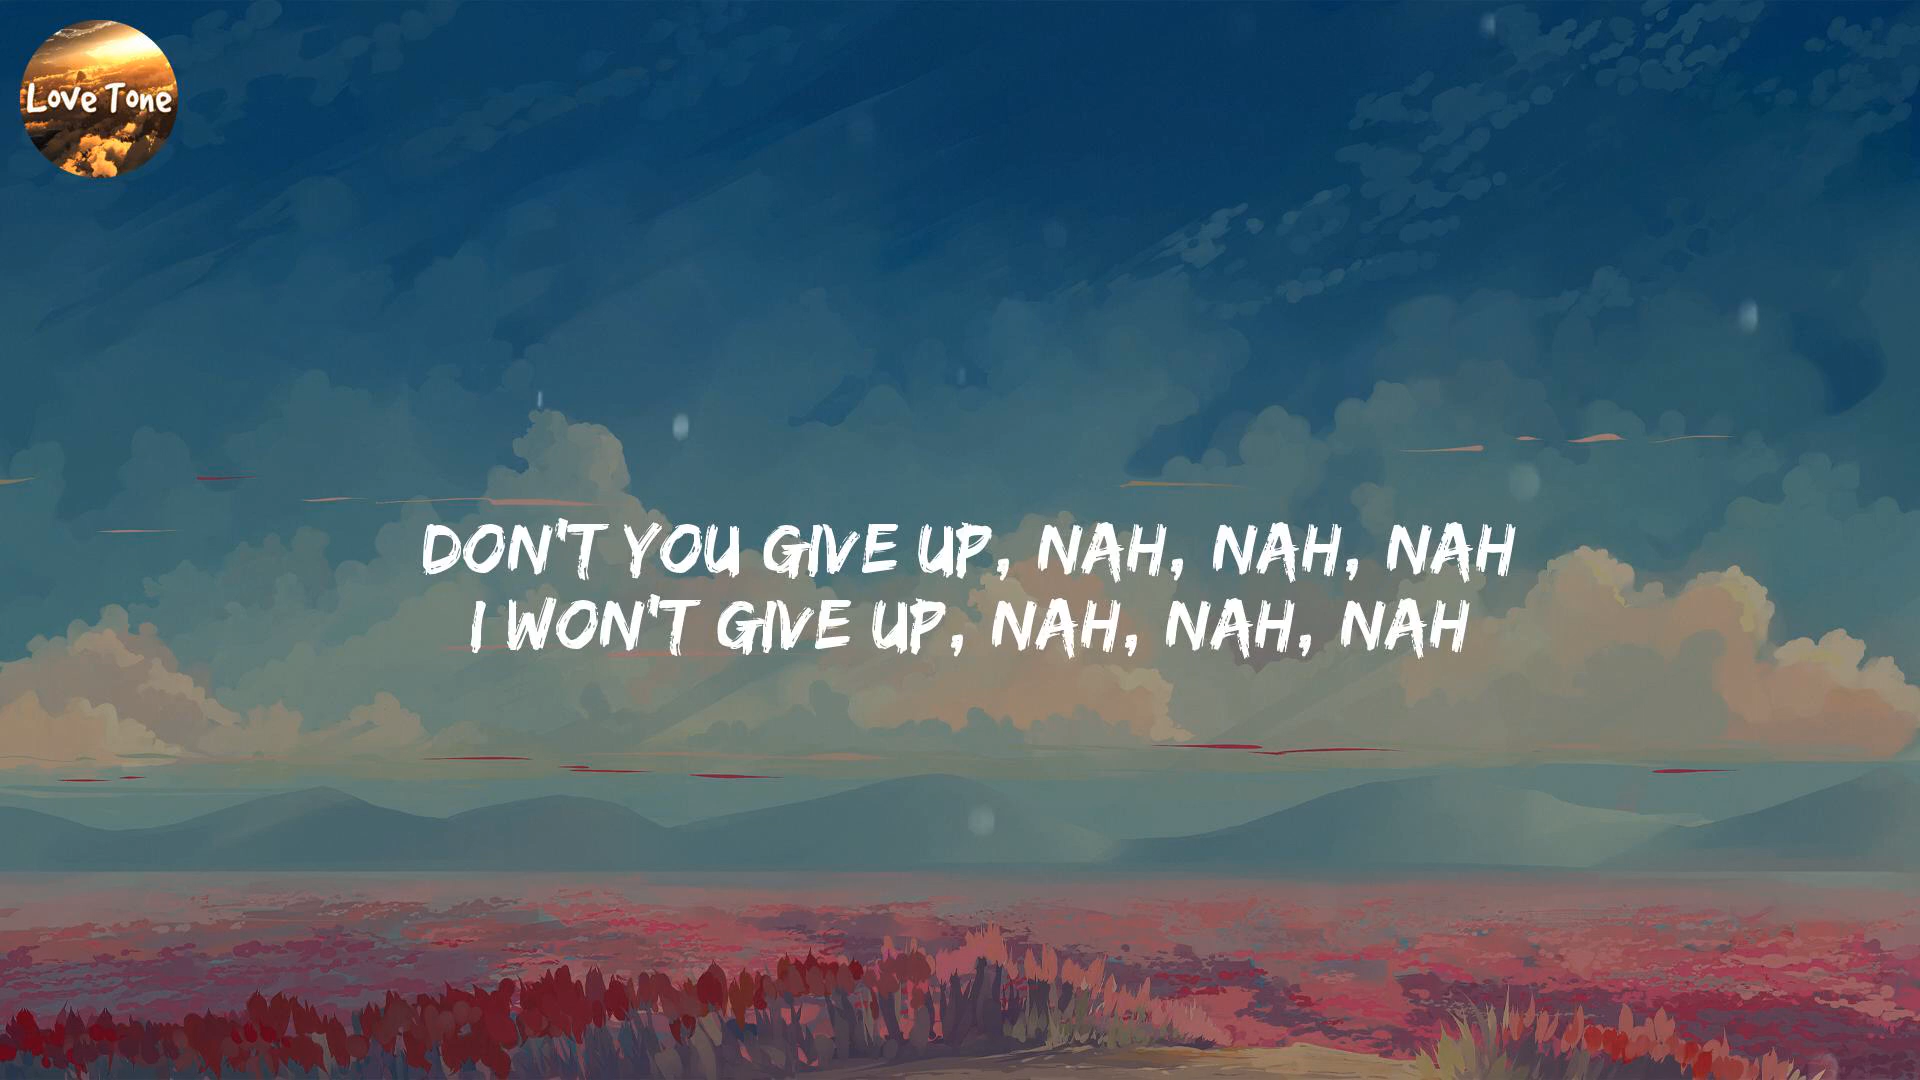 Love Tone
DON'T YOU GIVE UP, NAH, NAH, NAH
I WON'T GIVE UP, NAH, NAH, NAH